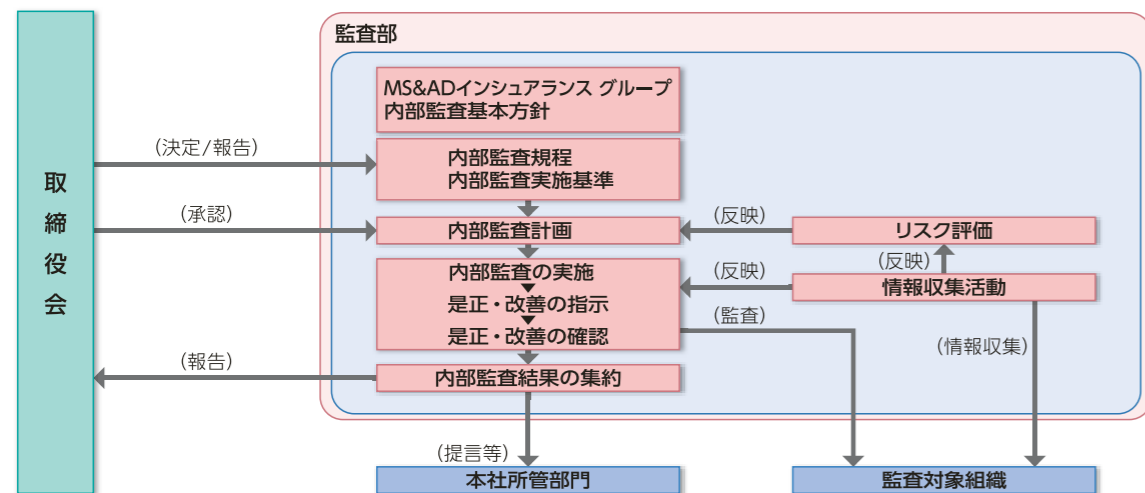 監査部
MS&ADインシュアランス グループ
内部監査基本方針
(決定/報告)
内部監査規程
内部監査実施基準
取締役会
(承認)
内部監査計画
(反映)
リスク評価
(反映)
内部監査の実施
(反映)
情報収集活動
是正・改善の指示
(監査)
是正・改善の確認
(情報収集)
(報告)
内部監査結果の集約
(提言等)
本社所管部門
監査対象組織